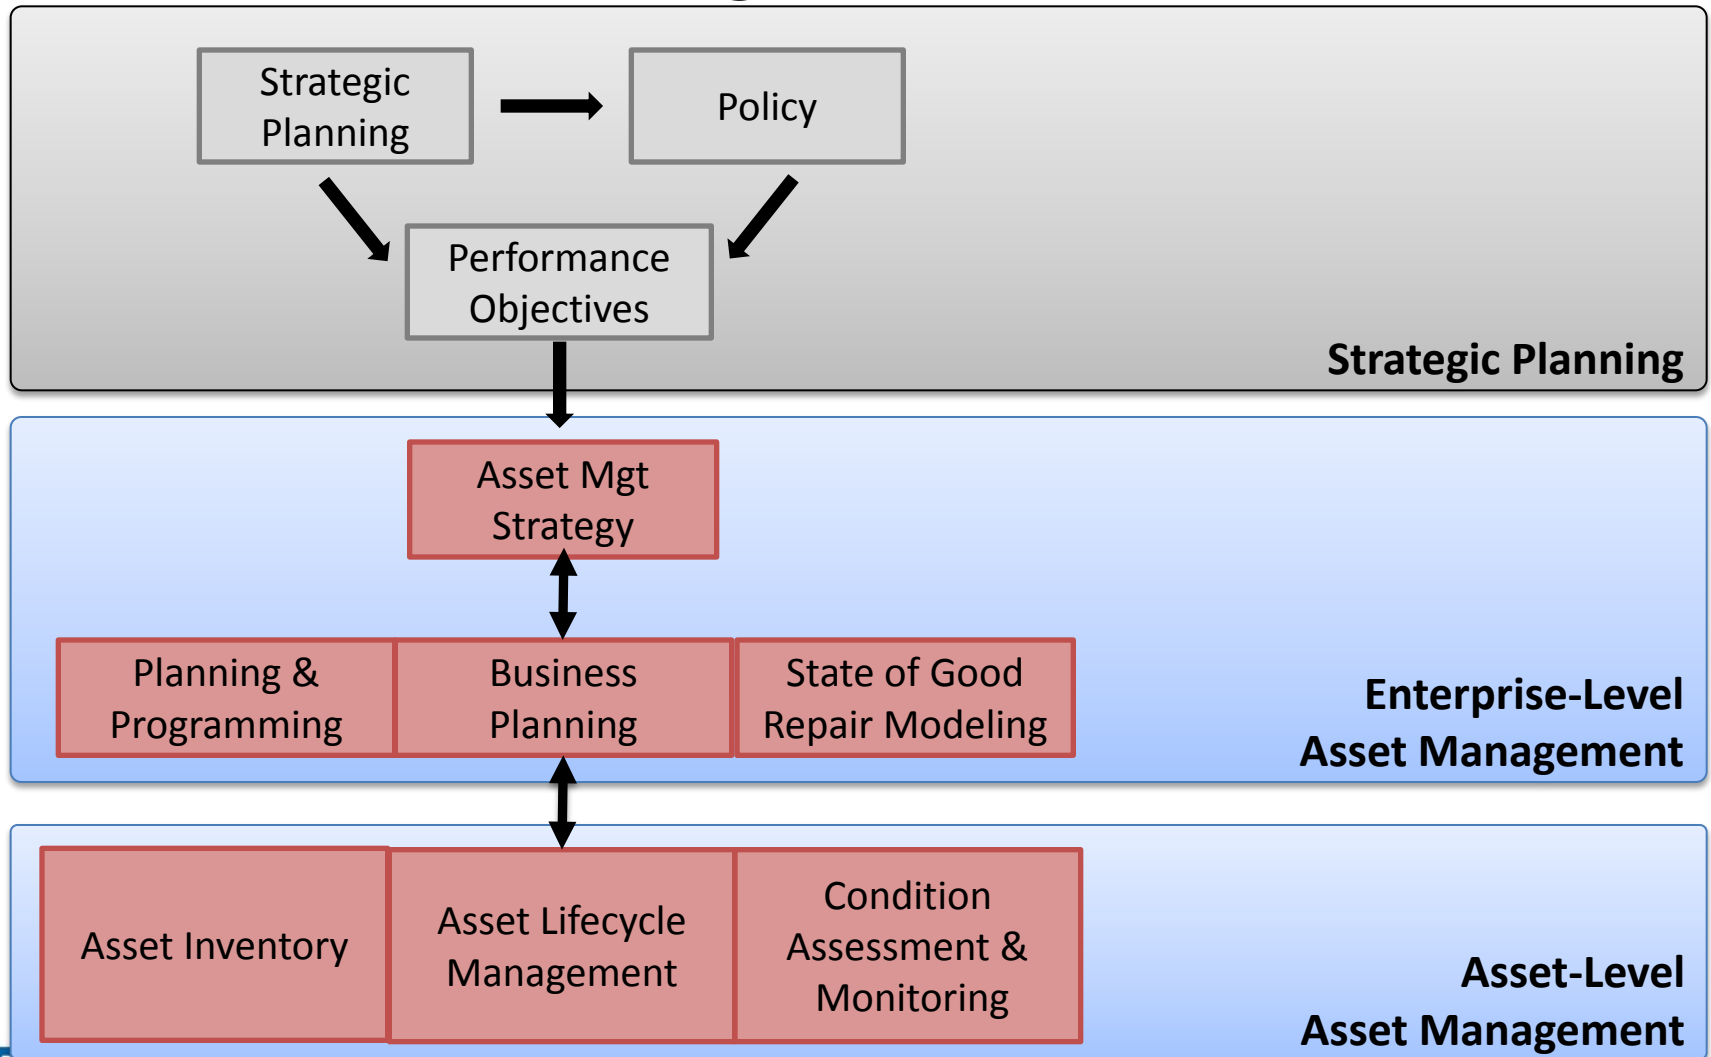 Strategic
Planning
Policy
Performance
Objectives
Strategic Planning
Asset Mgt
Strategy
Planning &
Programming
Business
Planning
State of Good
Repair Modeling
Enterprise-Level
Asset Management
Asset Inventory
Asset Lifecycle
Management
Condition
Assessment &
Monitoring
Asset-Level
Asset Management